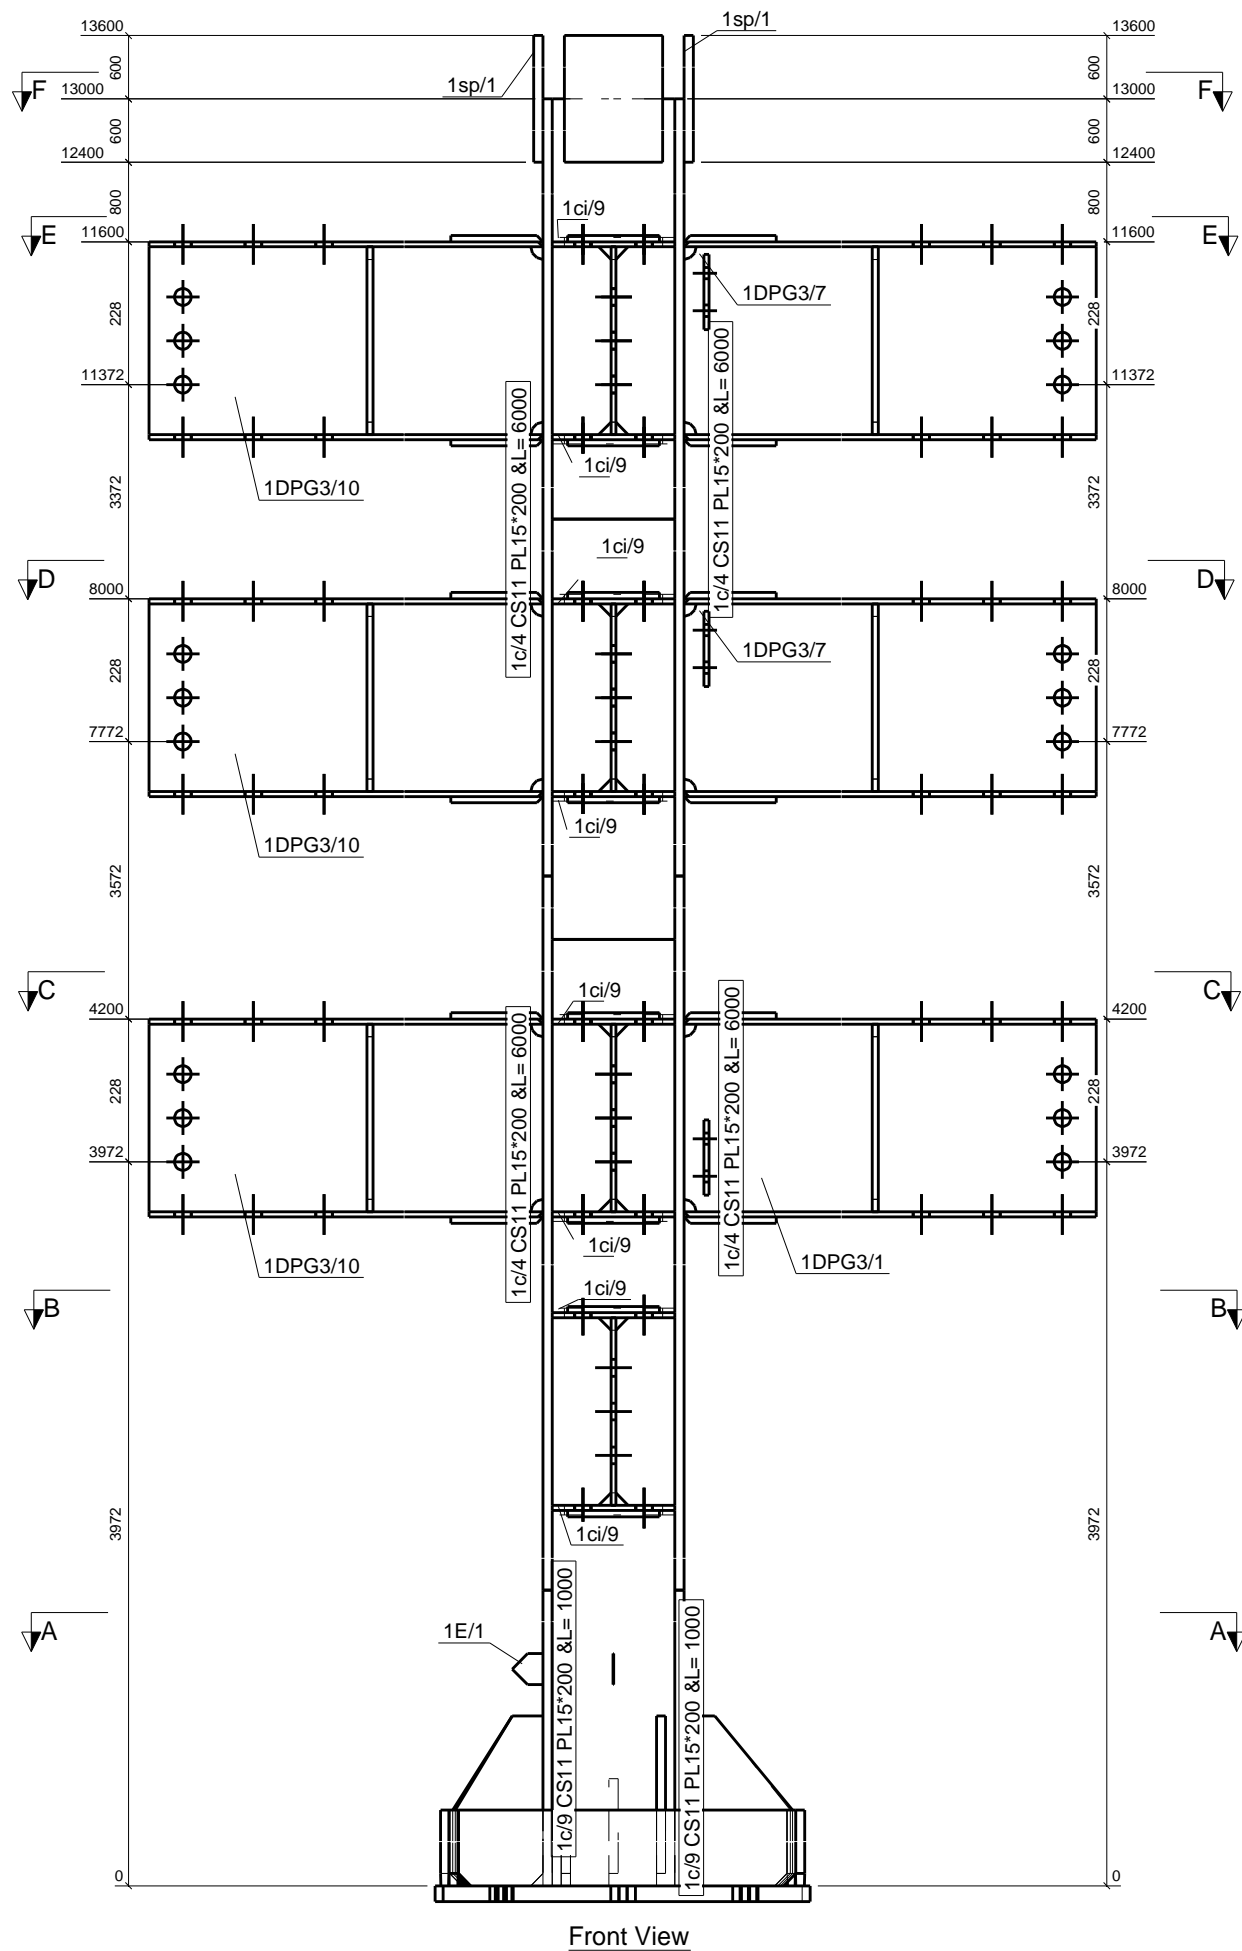 13600
1sp/1
13600
600
600
F
1sp/1
F
13000
13000
600
600
12400
12400
800
800
1ci/9
E
11600
11600
E
1DPG3/7
228
228
11372
11372
1c/4 CS11 PL15*200 &L= 6000
1c/4 CS11 PL15*200 &L= 6000
1ci/9
1DPG3/10
3372
3372
1ci/9
D
8000
8000
D
1DPG3/7
228
228
7772
7772
1ci/9
1DPG3/10
3572
3572
C
1ci/9
C
4200
4200
1c/4 CS11 PL15*200 &L= 6000
1c/4 CS11 PL15*200 &L= 6000
228
228
3972
3972
1ci/9
1DPG3/10
1DPG3/1
1ci/9
B
B
3972
3972
1ci/9
1c/9 CS11 PL15*200 &L= 1000
1c/9 CS11 PL15*200 &L= 1000
A
1E/1
A
0
0
Front View